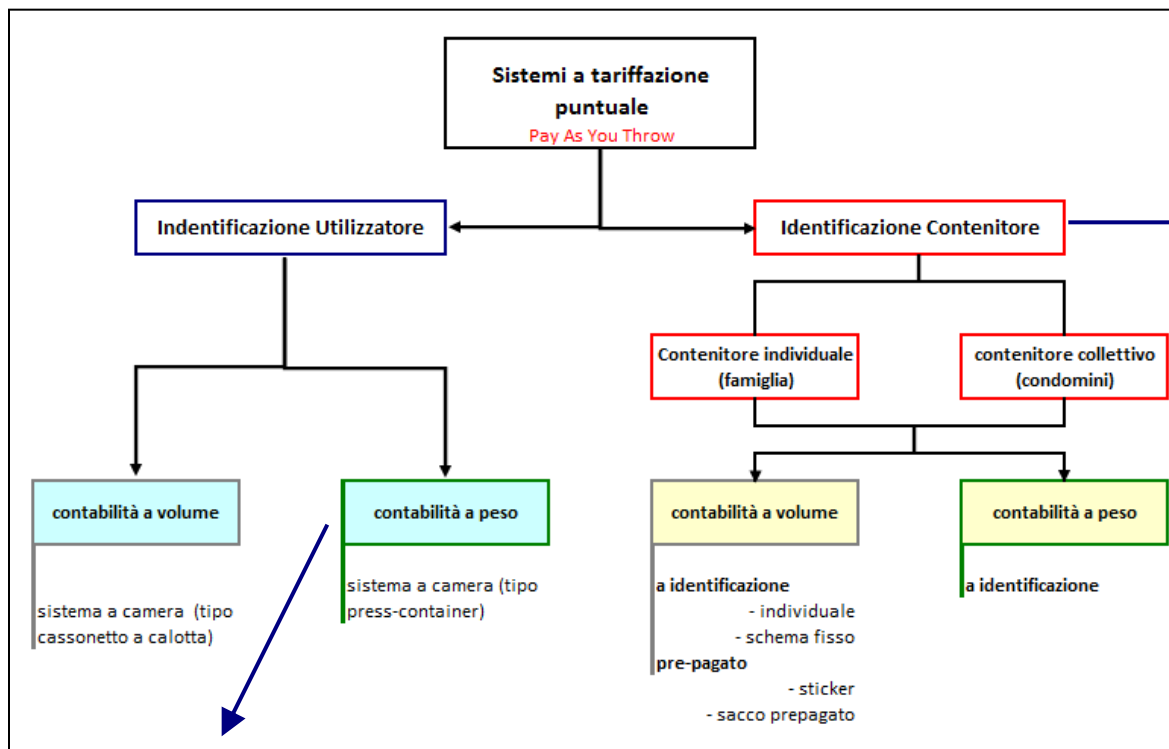 Sistemi a tariffazione
puntuale
Pay As You Throw
Indentificazione Utilizzatore
Identificazione Contenitore
Contenitore individuale
(famiglia)
contenitore collettivo
(condomini)
contabilità a volume
contabilità a peso
contabilità a volume
contabilità a peso
sistema a camera (tipo
cassonetto a calotta)
sistema a camera (tipo
press-container)
a identificazione
- individuale
- schema fisso
pre-pagato
- sticker
- sacco prepagato
a identificazione